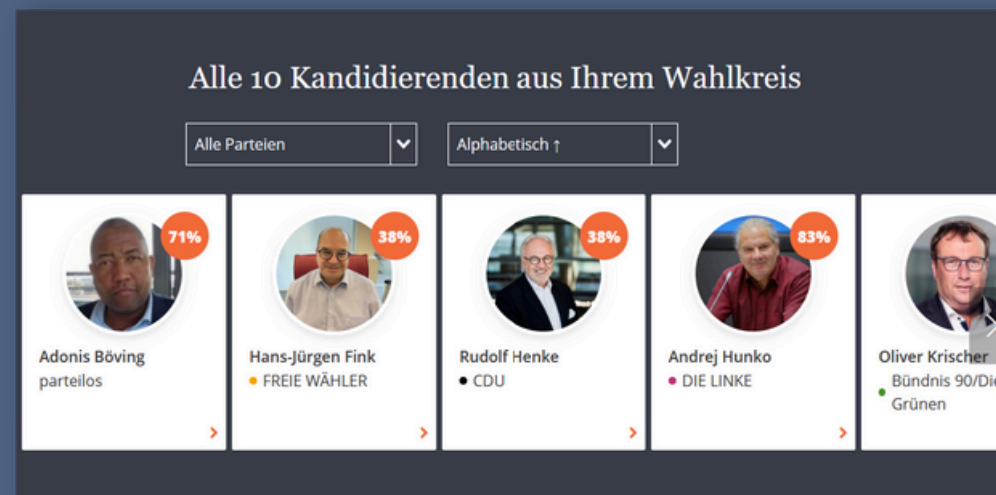 Alle 10 Kandidierenden aus Ihrem Wahlkreis
Alle Parteien
Alphabetisch ↑
71%
38%
38%
83%
Adonis Böving
parteilos
Hans-Jürgen Fink
FREIE WÄHLER
Rudolf Henke
CDU
Andrej Hunko
DIE LINKE
Oliver Krischer
Bündnis 90/Die
Grünen